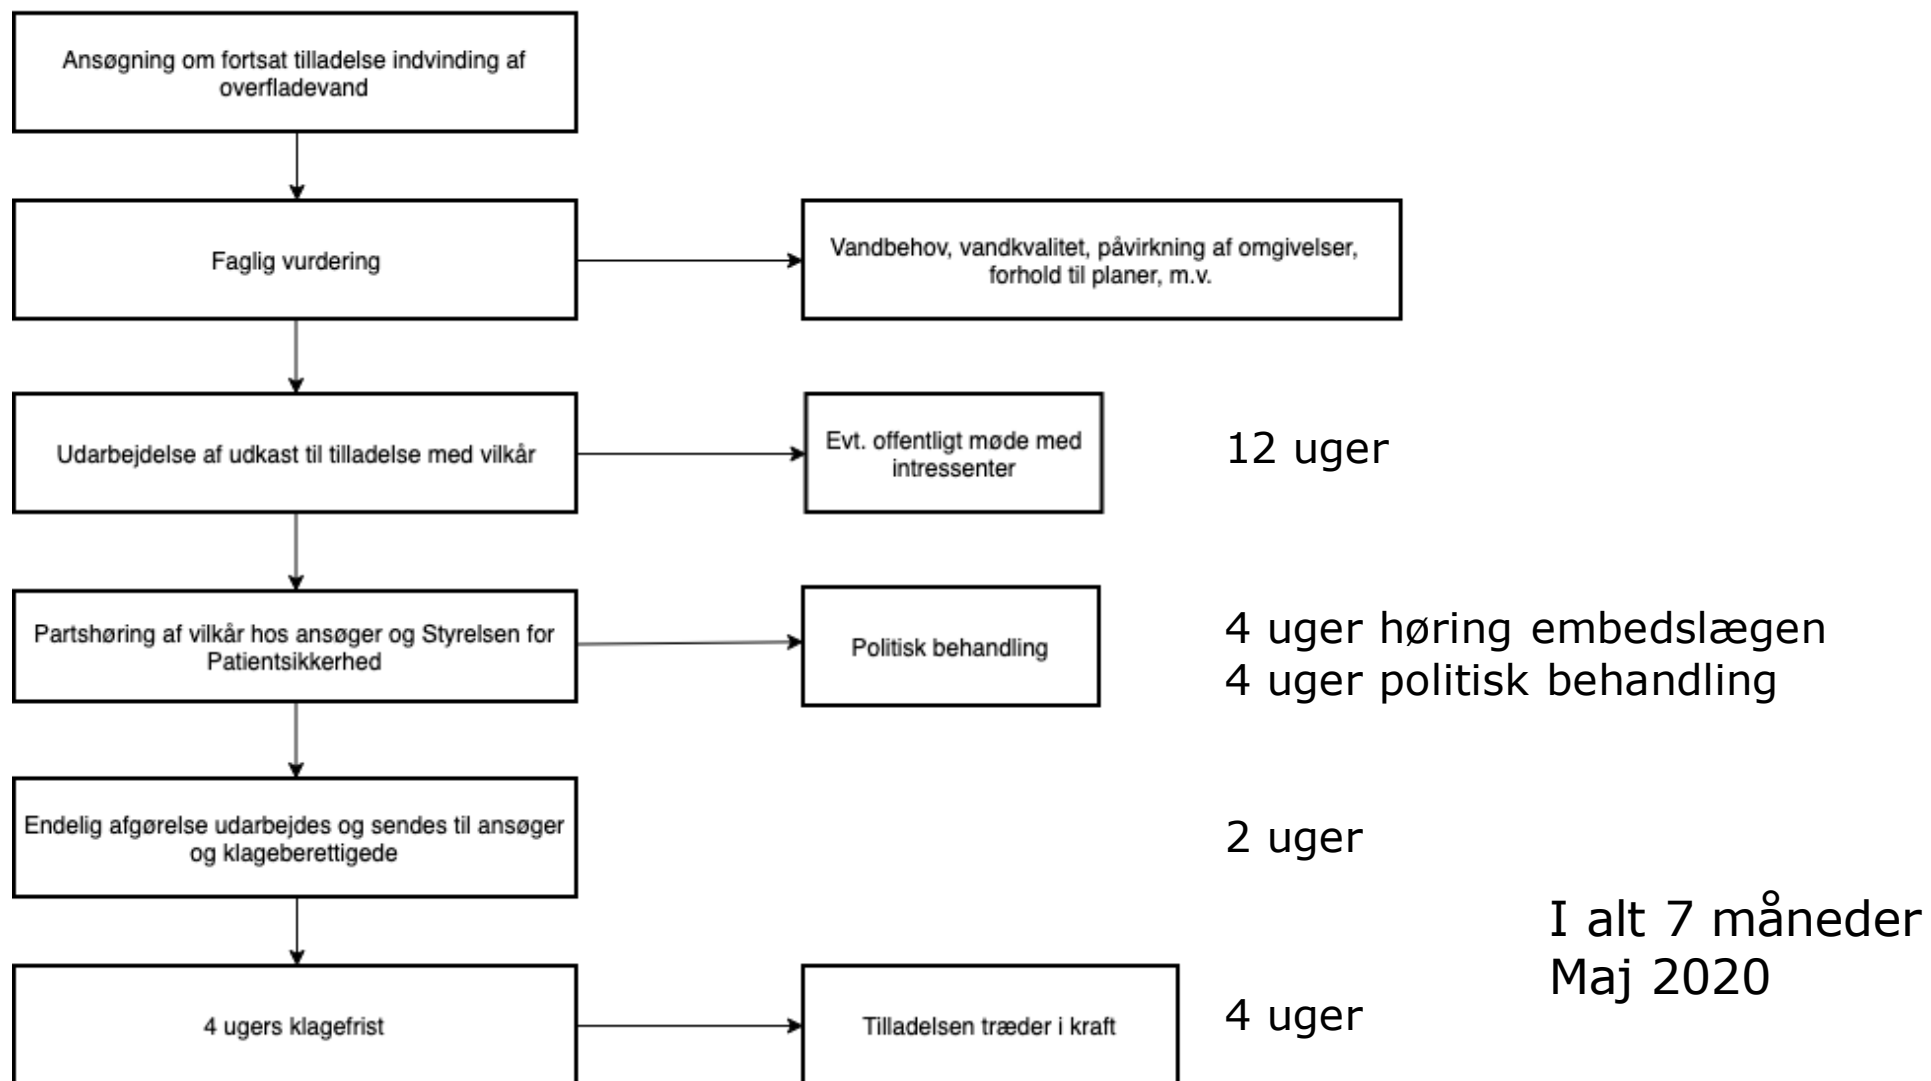 Ansøgning om fortsat tilladelse indvinding af
overfladevand
Faglig vurdering
Vandbehov, vandkvalitet, påvirkning af omgivelser,
forhold til planer, m.v.
Udarbejdelse af udkast til tilladelse med vilkår
Evt. offentligt møde med
intressenter
12 uger
Partshøring af vilkår hos ansøger og Styrelsen for
Patientsikkerhed
Politisk behandling
4 uger høring embedslægen
4 uger politisk behandling
Endelig afgørelse udarbejdes og sendes til ansøger
og klageberettigede
2 uger
I alt 7 måneder
Maj 2020
4 ugers klagefrist
Tilladelsen træder i kraft
4 uger